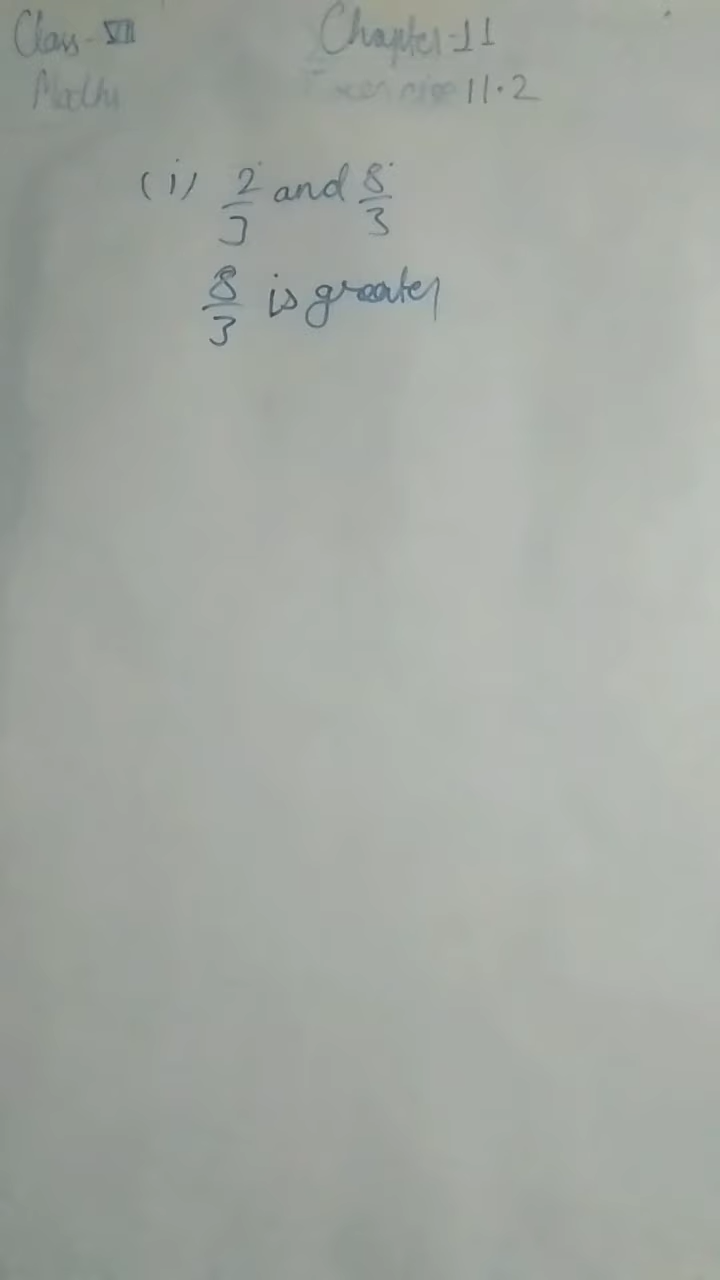 Class-VII Chapter-11
Maths Exercise 11.2
(i) 2/3 and 8/3
8/3 is greater